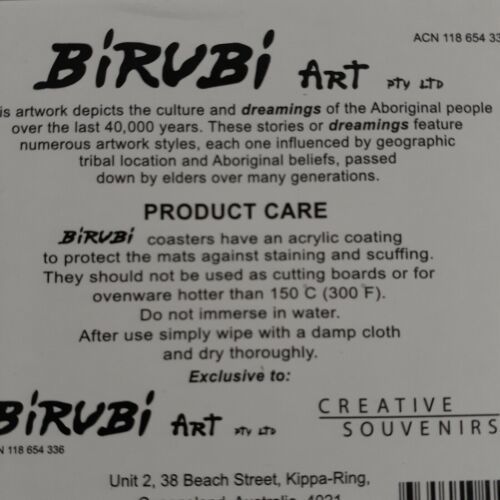 BiRUBi ART PTY LTD
ACN 118 654 33
is artwork depicts the culture and dreamings of the Aboriginal people
over the last 40,000 years. These stories or dreamings feature
numerous artwork styles, each one influenced by geographic
tribal location and Aboriginal beliefs, passed
down by elders over many generations.
PRODUCT CARE
BiRUBi coasters have an acrylic coating
to protect the mats against staining and scuffing.
They should not be used as cutting boards or for
ovenware hotter than 150 C (300 F).
Do not immerse in water.
After use simply wipe with a damp cloth
and dry thoroughly.
Exclusive to:
BiRUBi ART PTY LTD
N 118 654 336
CREATIVE
SOUVENIRS
Unit 2, 38 Beach Street, Kippa-Ring,
Queensland, Australia, 4021